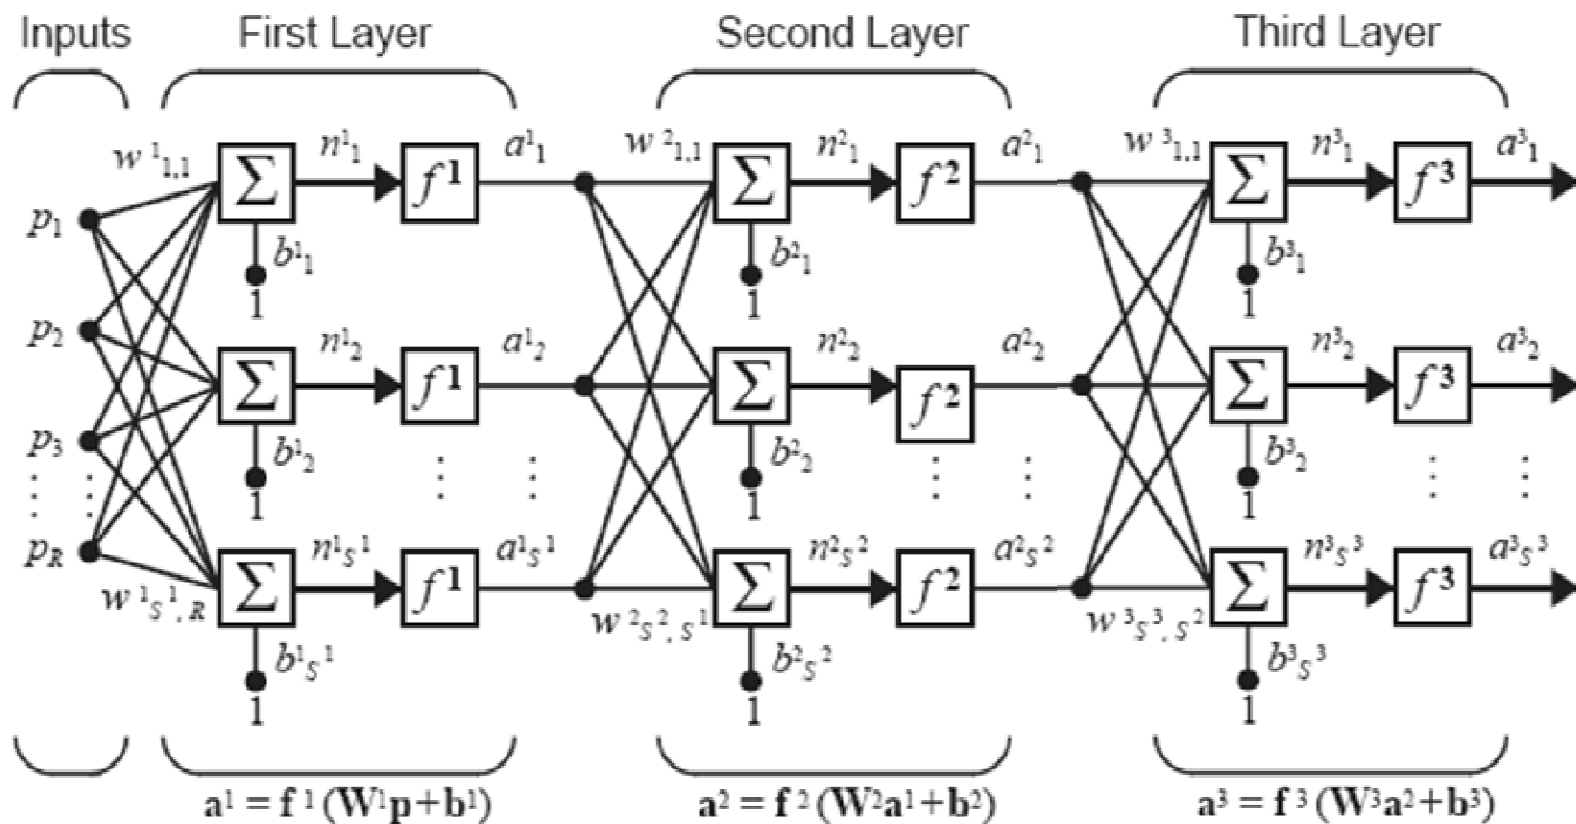 Inputs First Layer Second Layer Third Layer
w¹₁,₁ Σ n¹₁ f¹ a¹₁ w²₁,₁ Σ n²₁ f² a²₁ w³₁,₁ Σ n³₁ f³ a³₁
p₁ b¹₁ b²₁ b³₁
1 1 1
p₂ Σ n¹₂ f¹ a¹₂ Σ n²₂ f² a²₂ Σ n³₂ f³ a³₂
p₃ b¹₂ b²₂ b³₂
1 1 1
p_R Σ n¹_S¹ f¹ a¹_S¹ Σ n²_S² f² a²_S² Σ n³_S³ f³ a³_S³
w¹_S¹,R w²_S²,S¹ w³_S³,S²
b¹_S¹ b²_S² b³_S³
1 1 1
a¹ = f¹(W¹p+b¹) a² = f²(W²a¹+b²) a³ = f³(W³a²+b³)